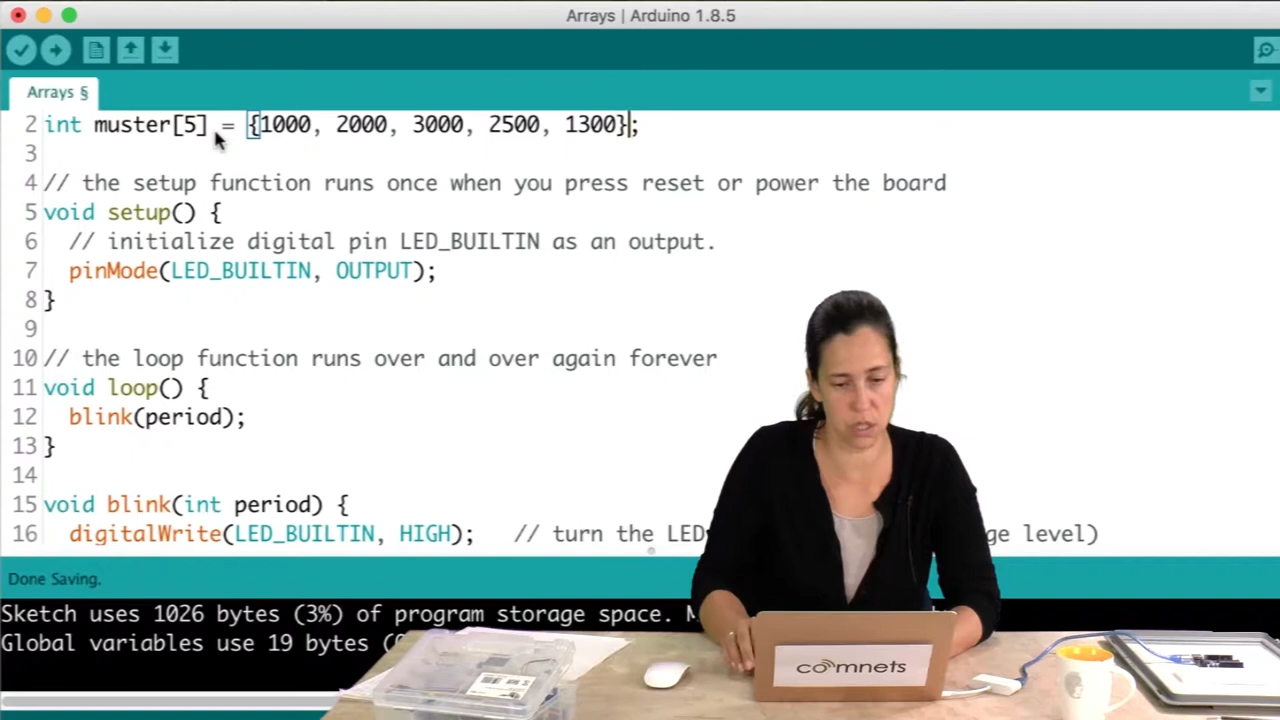 Arrays | Arduino 1.8.5
Arrays §
2 int muster[5] = {1000, 2000, 3000, 2500, 1300};
3
4 // the setup function runs once when you press reset or power the board
5 void setup() {
6 // initialize digital pin LED_BUILTIN as an output.
7 pinMode(LED_BUILTIN, OUTPUT);
8 }
9
10 // the loop function runs over and over again forever
11 void loop() {
12 blink(period);
13 }
14
15 void blink(int period) {
16 digitalWrite(LED_BUILTIN, HIGH); // turn the LED ge level)
Done Saving.
Sketch uses 1026 bytes (3%) of program storage space.
Global variables use 19 bytes
comnets